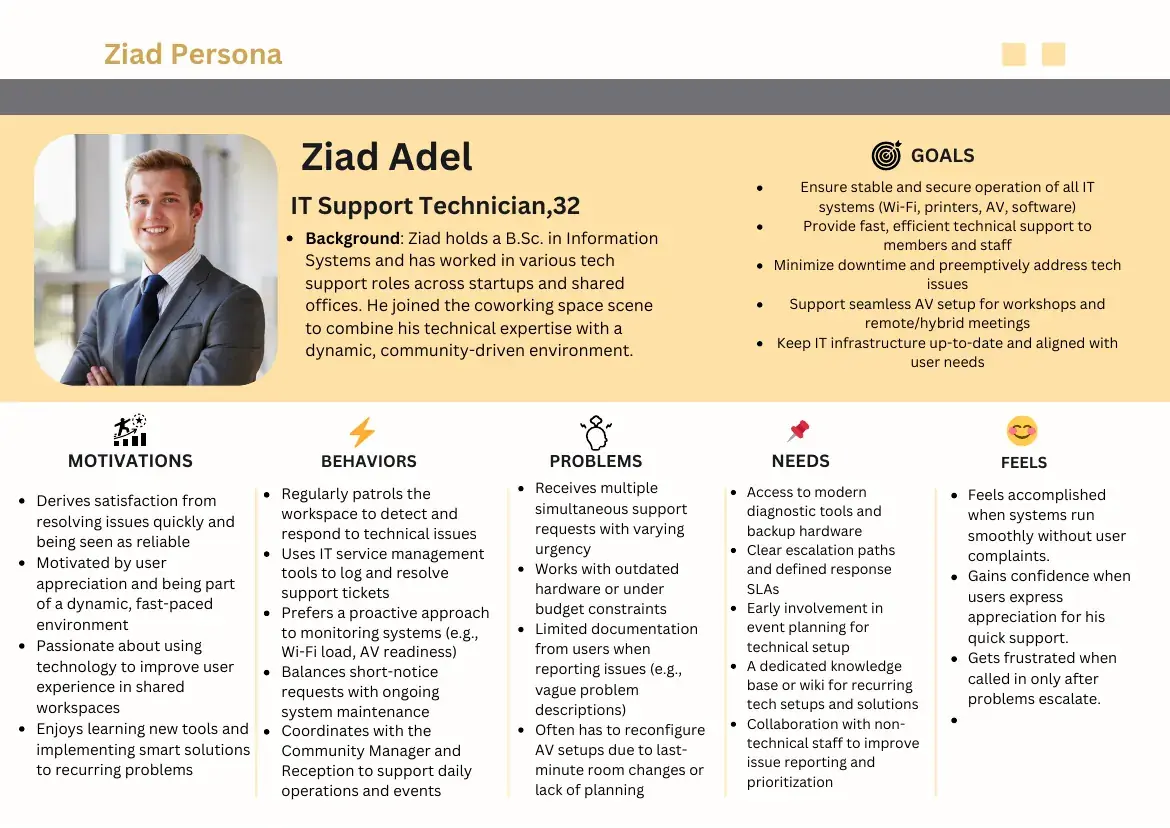 Ziad Persona
Ziad Adel
IT Support Technician,32
• Background: Ziad holds a B.Sc. in Information
Systems and has worked in various tech
support roles across startups and shared
offices. He joined the coworking space scene
to combine his technical expertise with a
dynamic, community-driven environment.
GOALS
• Ensure stable and secure operation of all IT
systems (Wi-Fi, printers, AV, software)
• Provide fast, efficient technical support to
members and staff
• Minimize downtime and preemptively address tech
issues
• Support seamless AV setup for workshops and
remote/hybrid meetings
• Keep IT infrastructure up-to-date and aligned with
user needs
MOTIVATIONS
• Derives satisfaction from
resolving issues quickly and
being seen as reliable
• Motivated by user
appreciation and being part
of a dynamic, fast-paced
environment
• Passionate about using
technology to improve user
experience in shared
workspaces
• Enjoys learning new tools and
implementing smart solutions
to recurring problems
BEHAVIORS
• Regularly patrols the
workspace to detect and
respond to technical issues
• Uses IT service management
tools to log and resolve
support tickets
• Prefers a proactive approach
to monitoring systems (e.g.,
Wi-Fi load, AV readiness)
• Balances short-notice
requests with ongoing
system maintenance
• Coordinates with the
Community Manager and
Reception to support daily
operations and events
PROBLEMS
• Receives multiple
simultaneous support
requests with varying
urgency
• Works with outdated
hardware or under
budget constraints
• Limited documentation
from users when
reporting issues (e.g.,
vague problem
descriptions)
• Often has to reconfigure
AV setups due to last-
minute room changes or
lack of planning
NEEDS
• Access to modern
diagnostic tools and
backup hardware
• Clear escalation paths
and defined response
SLAs
• Early involvement in
event planning for
technical setup
• A dedicated knowledge
base or wiki for recurring
tech setups and solutions
• Collaboration with non-
technical staff to improve
issue reporting and
prioritization
FEELS
• Feels accomplished
when systems run
smoothly without user
complaints.
• Gains confidence when
users express
appreciation for his
quick support.
• Gets frustrated when
called in only after
problems escalate.
•